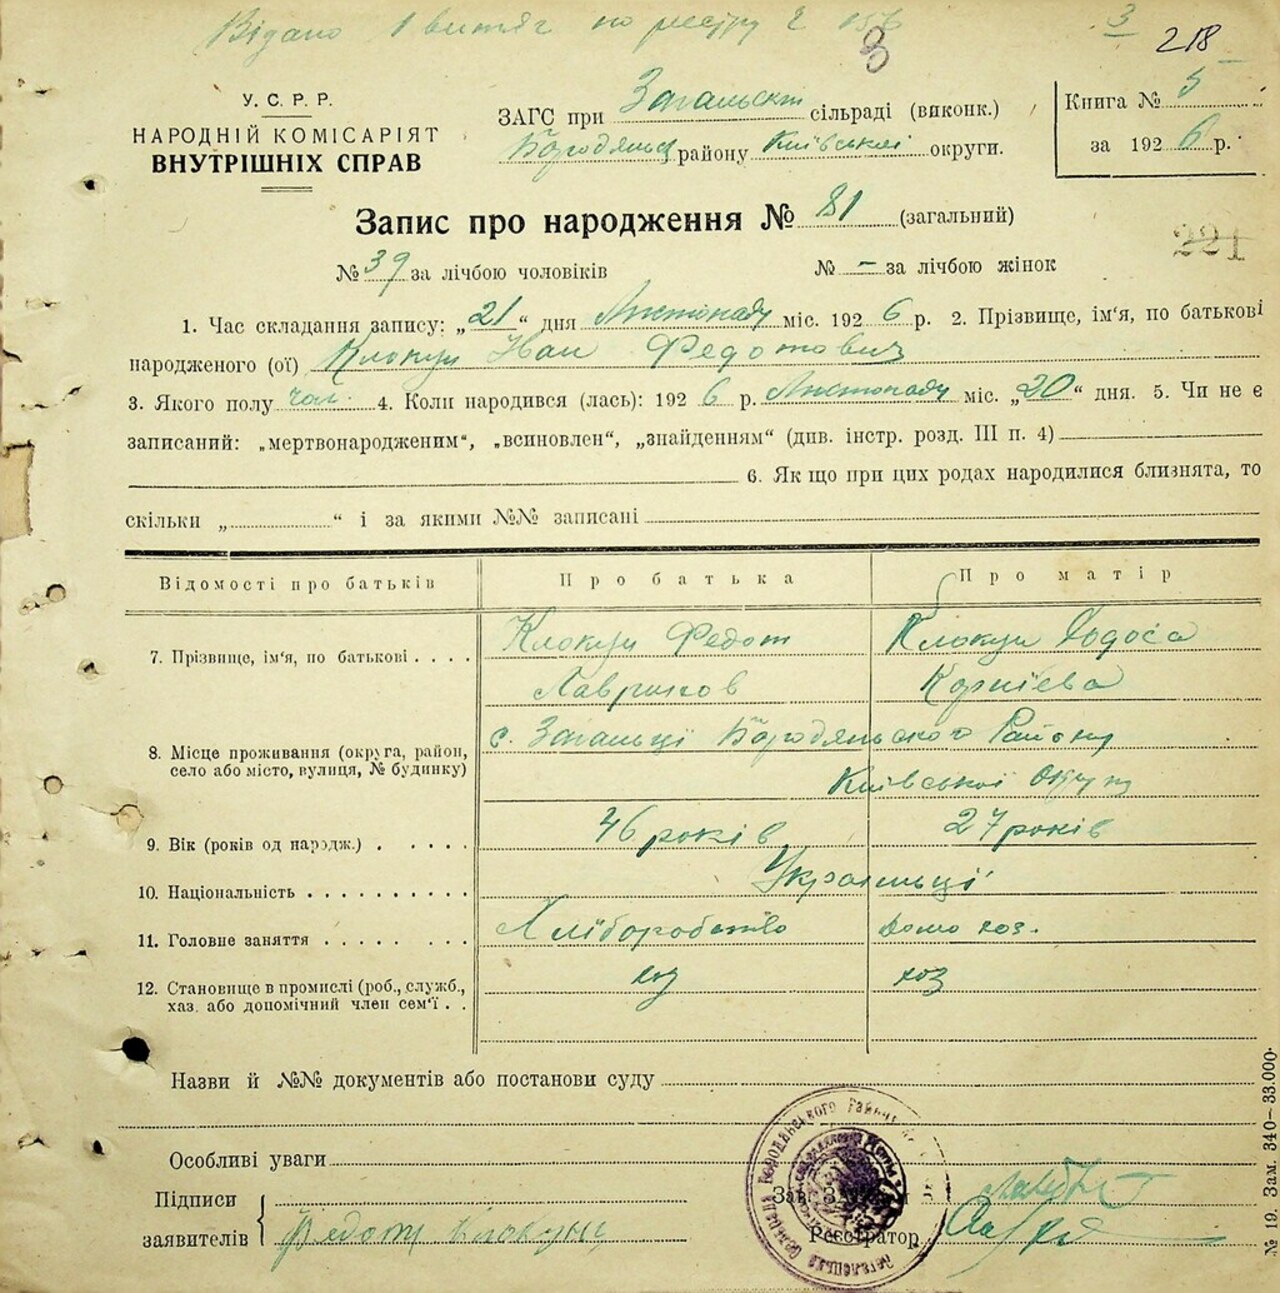 Видано 1 витяг по реєстру
3
218
У. С. Р. Р.
НАРОДНІЙ КОМІСАРІЯТ
ВНУТРІШНІХ СПРАВ
ЗАГС при Загальськ сільраді (виконк.)
Бородянськ району Київської округи.
Книга № 5
за 1926 р.
Запис про народження № 81 (загальний)
221
№ 39 за лічбою чоловіків № - за лічбою жінок
1. Час складання запису: „21“ дня Листопаду міс. 1926 р. 2. Прізвище, ім'я, по батькові
народженого (ої) Клокун Іван Федотович
3. Якого полу чол. 4. Коли народився (лась): 1926 р. Листопаду міс. „20“ дня. 5. Чи не є
записаний: „мертвонародженим“, „всиновлен“, „знайденням“ (див. інстр. розд. III п. 4)
6. Як що при цих родах народилися близнята, то
скільки „ “ і за якими №№ записані
Відомості про батьків Про батька Про матір
7. Прізвище, ім'я, по батькові . . . . Клокун Федот Клокун Ходоса
Корнієва
8. Місце проживання (округа, район, село або місто, вулиця, № будинку) с. Загальці Бородянського Району
Київської Округи
9. Вік (років од народж.) . . . . . 46 років 27 років
10. Національність . . . . . . . . . . Українці
11. Головне заняття . . . . . . . . Хліборобство Домо хоз.
12. Становище в промислі (роб., служб., хаз. або допомічний член сем'ї . . хоз хоз
Назви й №№ документів або постанови суду
Особливі уваги
Підписи
заявителів Федот Клокун
Зав.
Реєстратор
№ 19. Зам. 340—33.000.